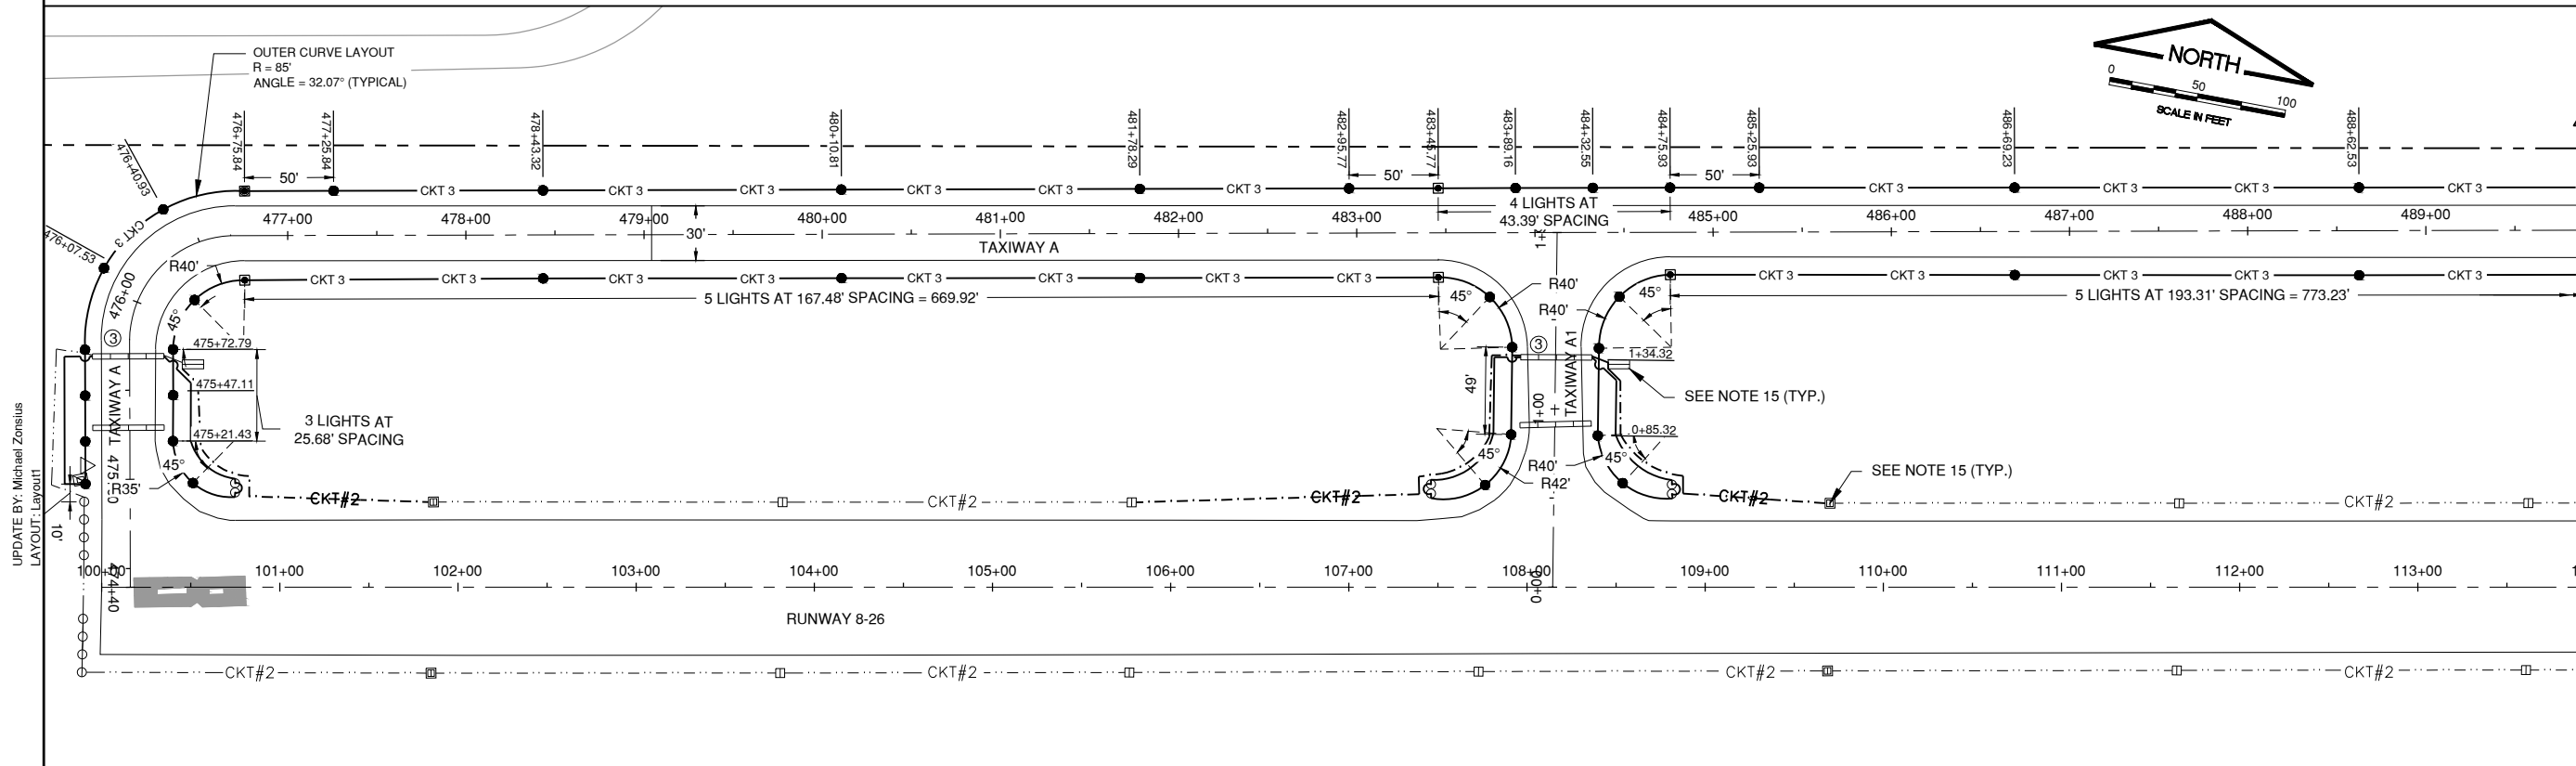 OUTER CURVE LAYOUT
R = 85'
ANGLE = 32.07° (TYPICAL)
NORTH
0 50 100
SCALE IN FEET
476+07.53
476+40.93
476+75.84
477+25.84
478+43.32
480+10.81
481+78.29
482+95.77
483+45.77
483+89.16
484+32.55
484+75.93
485+25.93
486+69.23
488+62.53
50'
50'
50'
CKT 3 CKT 3 CKT 3 CKT 3 CKT 3 CKT 3 CKT 3 CKT 3 CKT 3 CKT 3 CKT 3 CKT 3
CKT 3
477+00 478+00 479+00 480+00 481+00 482+00 483+00 485+00 486+00 487+00 488+00 489+00
4 LIGHTS AT
43.39' SPACING
30'
TAXIWAY A
476+00
R40'
CKT 3 CKT 3 CKT 3 CKT 3 CKT 3 CKT 3 CKT 3 CKT 3 CKT 3 CKT 3 CKT 3 CKT 3
5 LIGHTS AT 167.48' SPACING = 669.92'
5 LIGHTS AT 193.31' SPACING = 773.23'
45°
45°
R40'
R40'
45°
3
3
475+72.79
475+47.11
475+21.43
3 LIGHTS AT
25.68' SPACING
TAXIWAY A
45°
R35'
10'
49'
1+00
TAXIWAY A1
1+34.32
SEE NOTE 15 (TYP.)
0+85.32
45°
R40'
45°
R42'
SEE NOTE 15 (TYP.)
CKT#2 CKT#2 CKT#2 CKT#2 CKT#2
100+00 101+00 102+00 103+00 104+00 105+00 106+00 107+00 108+00 109+00 110+00 111+00 112+00 113+00
0+00
RUNWAY 8-26
CKT#2 CKT#2 CKT#2 CKT#2
UPDATE BY: Michael Zonsius
LAYOUT: Layout1